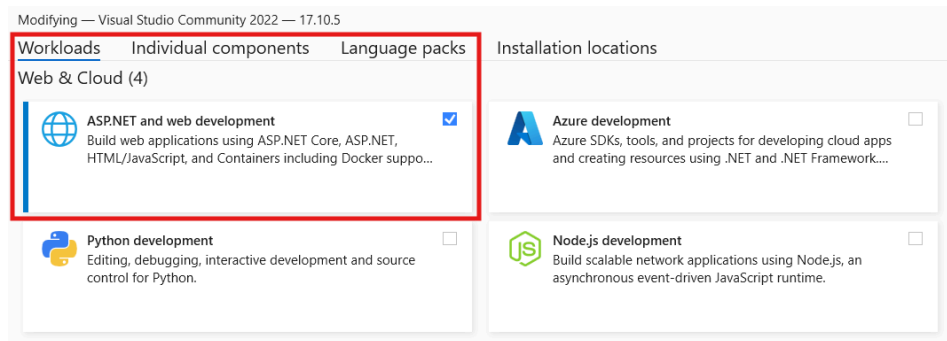 Modifying — Visual Studio Community 2022 — 17.10.5
Workloads Individual components Language packs Installation locations
Web & Cloud (4)
ASP.NET and web development
Build web applications using ASP.NET Core, ASP.NET,
HTML/JavaScript, and Containers including Docker suppo...
Azure development
Azure SDKs, tools, and projects for developing cloud apps
and creating resources using .NET and .NET Framework....
Python development
Editing, debugging, interactive development and source
control for Python.
JS
Node.js development
Build scalable network applications using Node.js, an
asynchronous event-driven JavaScript runtime.